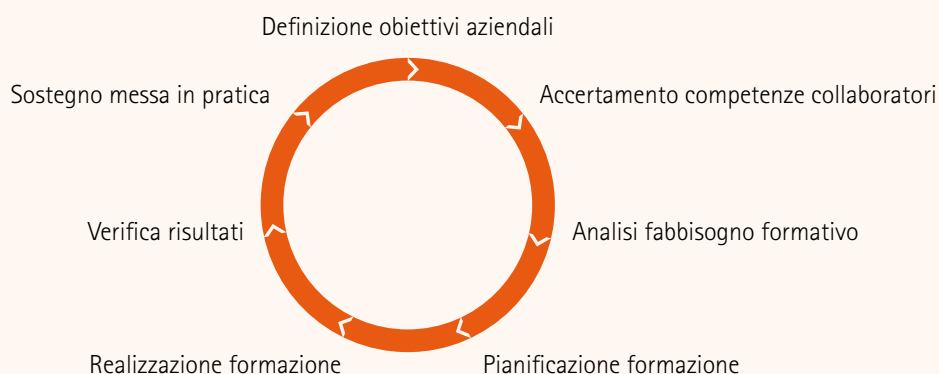 Definizione obiettivi aziendali
Sostegno messa in pratica
Accertamento competenze collaboratori
Verifica risultati
Analisi fabbisogno formativo
Realizzazione formazione
Pianificazione formazione